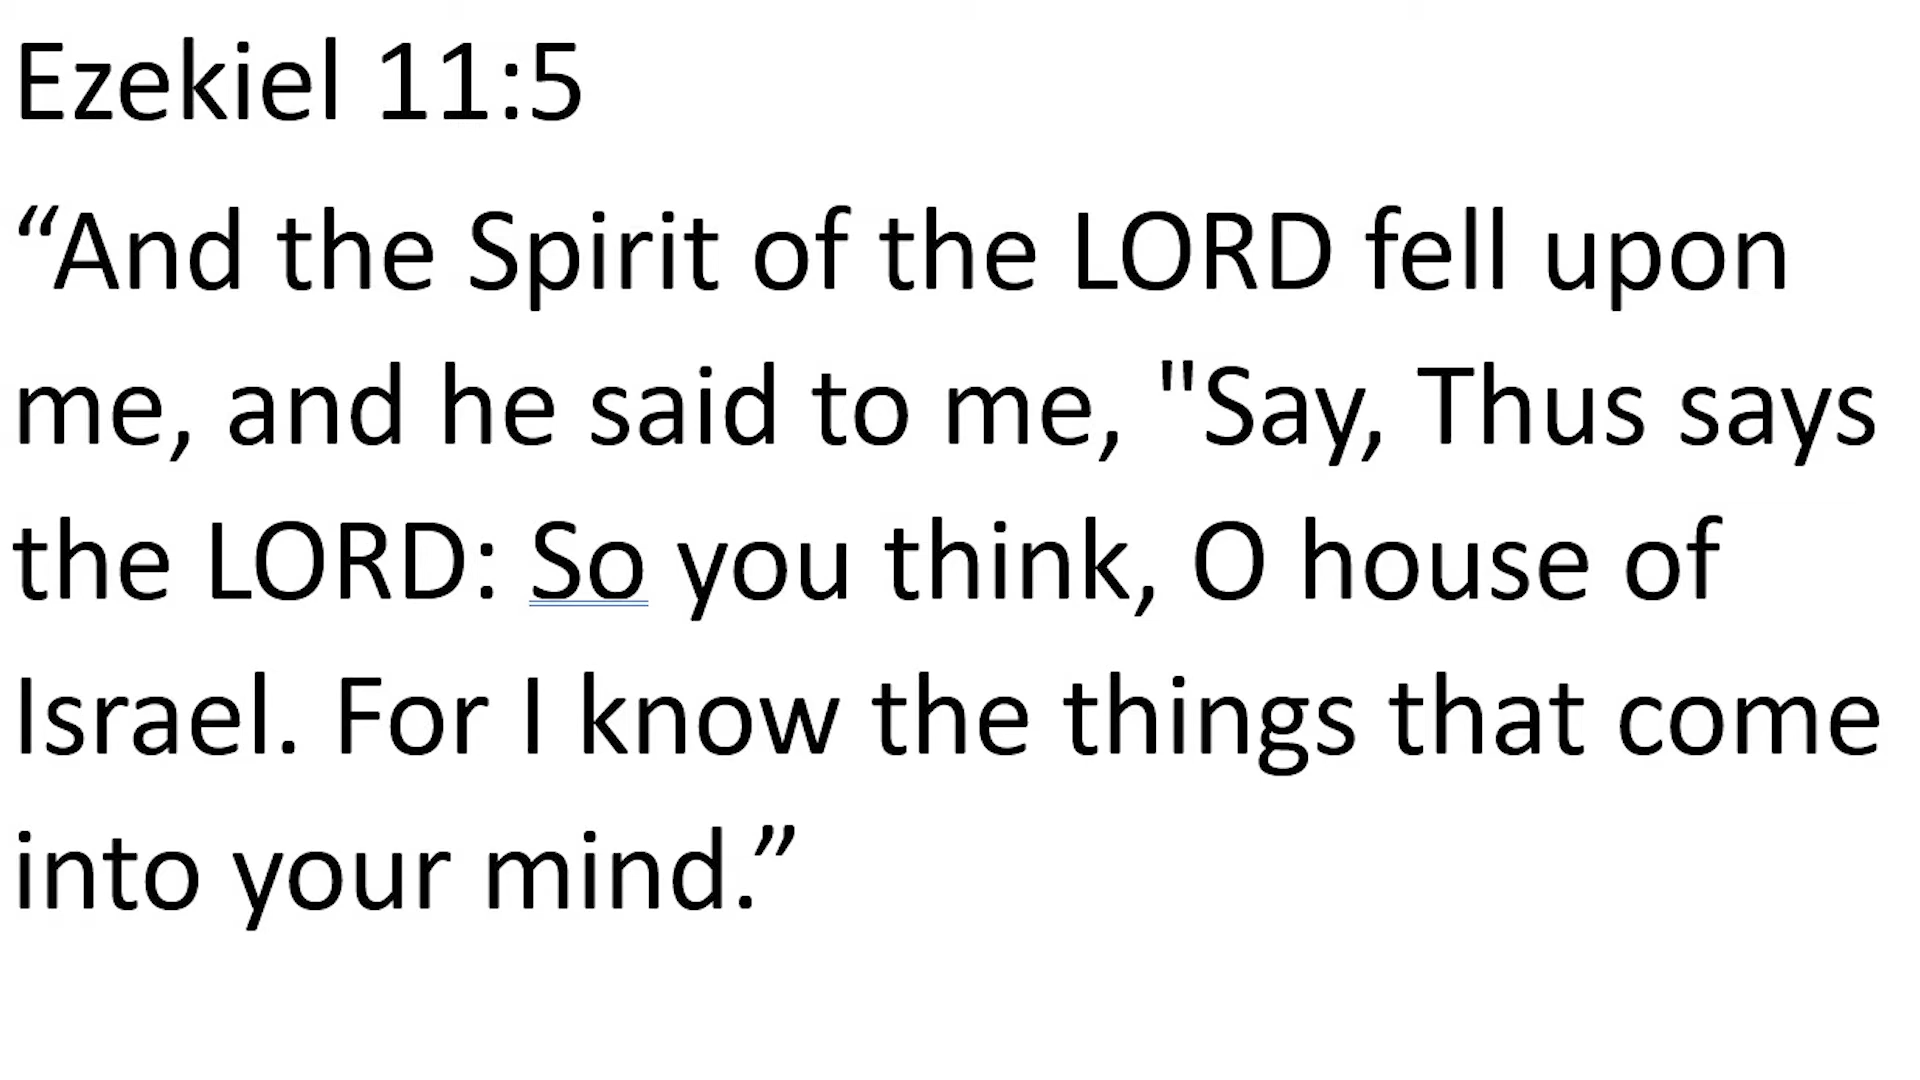 Ezekiel 11:5
“And the Spirit of the LORD fell upon
me, and he said to me, "Say, Thus says
the LORD: So you think, O house of
Israel. For I know the things that come
into your mind.”